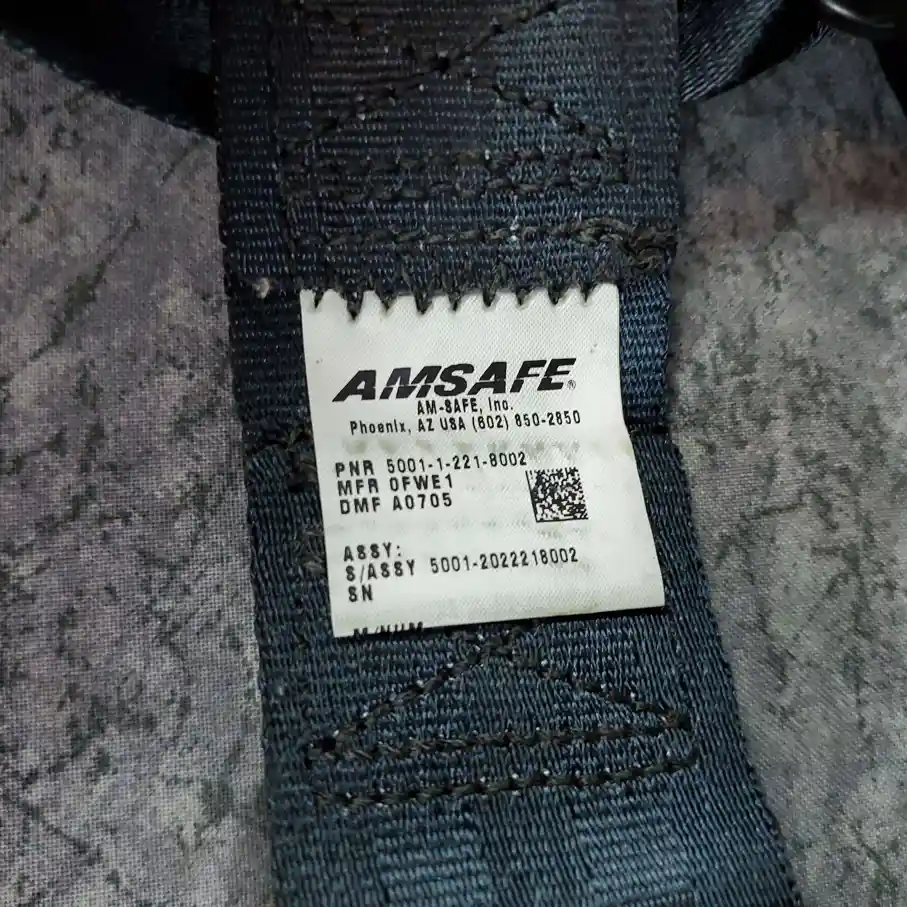 AMSAFE®
AM-SAFE, Inc.
Phoenix, AZ USA (602) 850-2850
PNR 5001-1-221-8002
MFR 0FWE1
DMF A0705
ASSY:
S/ASSY 5001-2022218002
SN